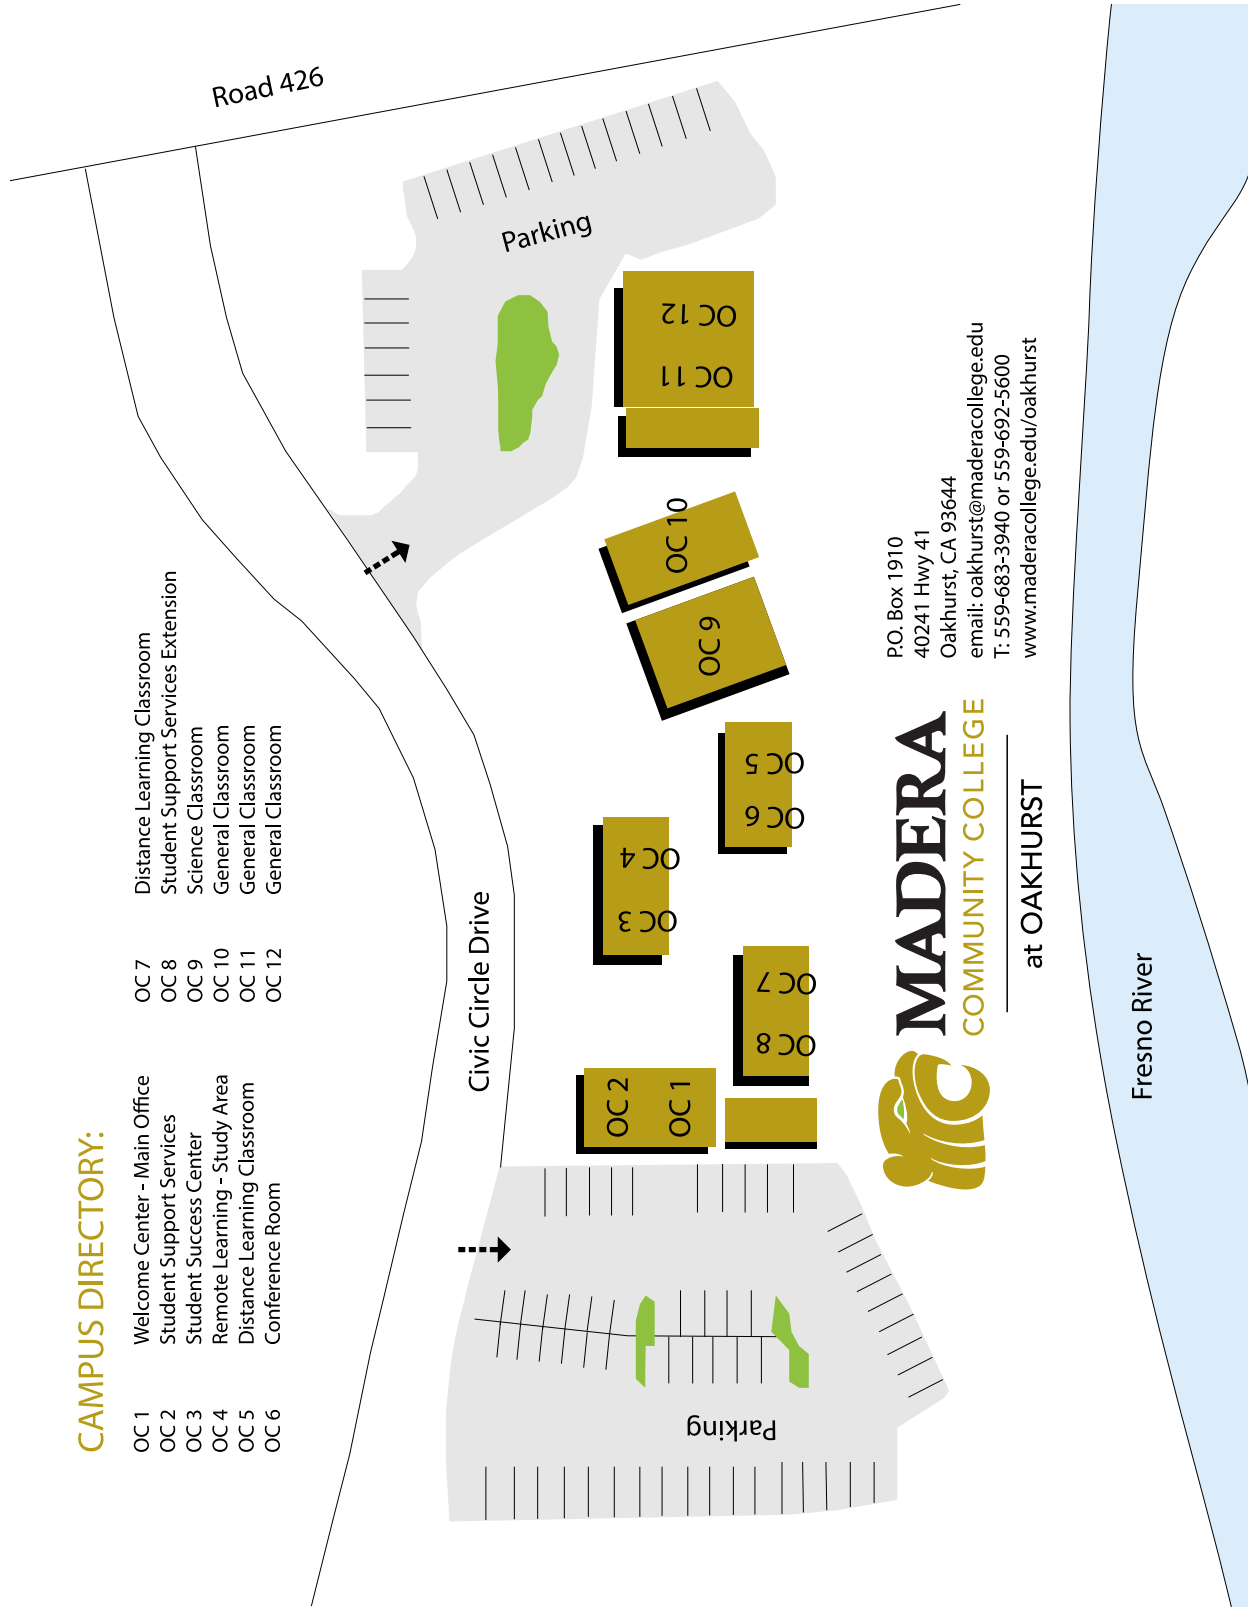 CAMPUS DIRECTORY:
OC 1 Welcome Center - Main Office
OC 2 Student Support Services
OC 3 Student Success Center
OC 4 Remote Learning - Study Area
OC 5 Distance Learning Classroom
OC 6 Conference Room
OC 7 Distance Learning Classroom
OC 8 Student Support Services Extension
OC 9 Science Classroom
OC 10 General Classroom
OC 11 General Classroom
OC 12 General Classroom
Road 426
Civic Circle Drive
Parking
Parking
OC 2
OC 1
OC 3
OC 4
OC 8
OC 7
OC 6
OC 5
OC 9
OC 10
OC 11
OC 12
MADERA
COMMUNITY COLLEGE
at OAKHURST
P.O. Box 1910
40241 Hwy 41
Oakhurst, CA 93644
email: oakhurst@maderacollege.edu
T: 559-683-3940 or 559-692-5600
www.maderacollege.edu/oakhurst
Fresno River